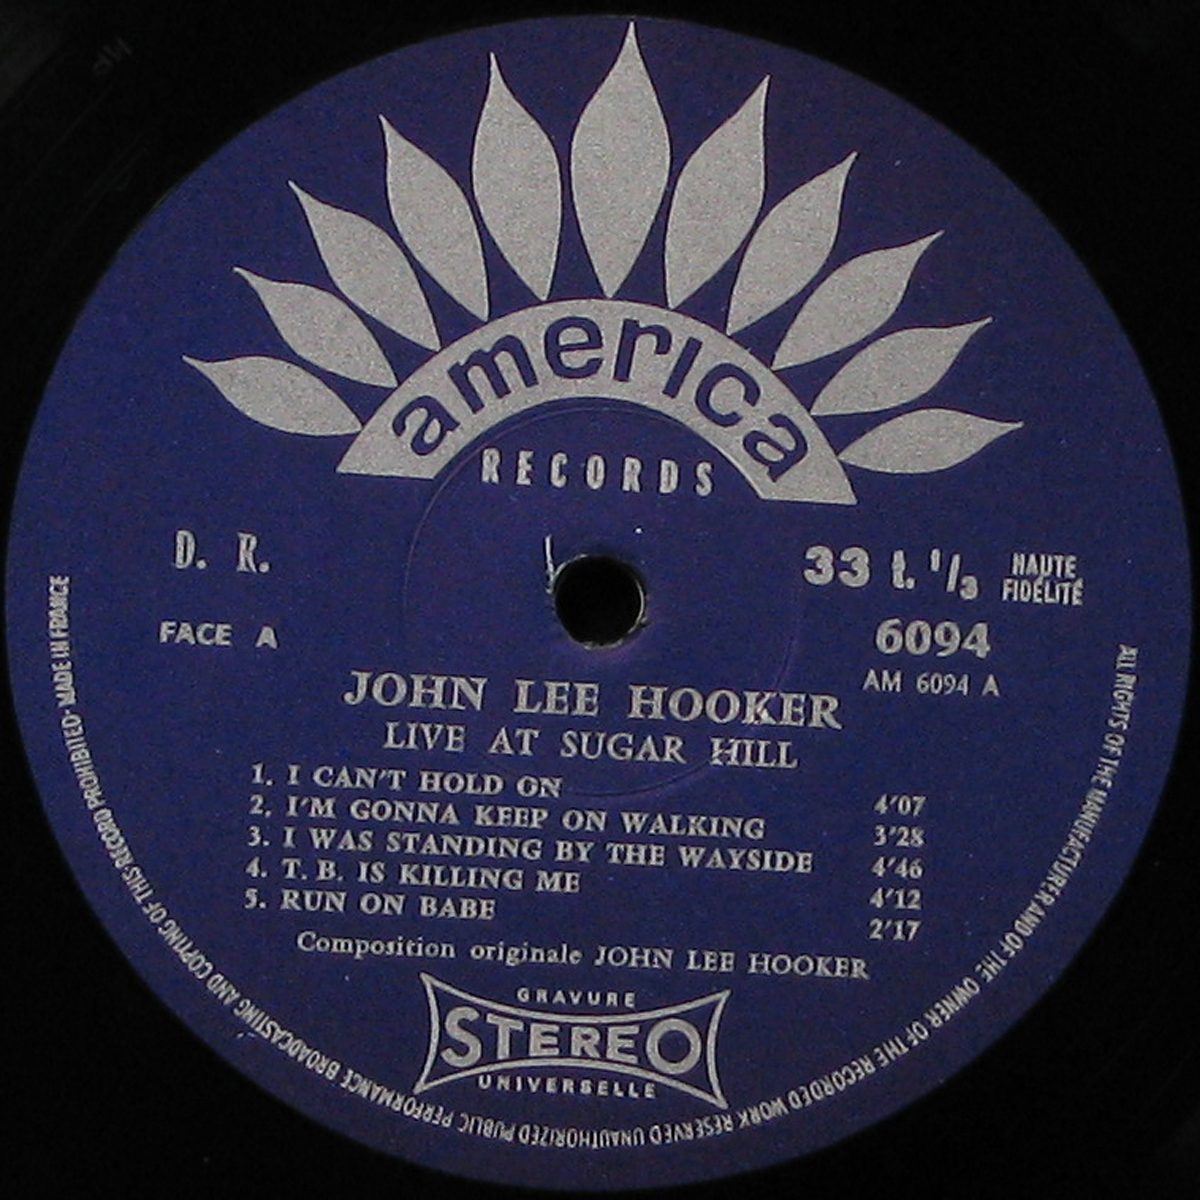 america
RECORDS
D. R.
33 t. 1/3
HAUTE
FIDÉLITÉ
FACE A
6094
AM 6094 A
JOHN LEE HOOKER
LIVE AT SUGAR HILL
1. I CAN'T HOLD ON 4'07
2. I'M GONNA KEEP ON WALKING 3'28
3. I WAS STANDING BY THE WAYSIDE 4'46
4. T. B. IS KILLING ME 4'12
5. RUN ON BABE 2'17
Composition originale JOHN LEE HOOKER
GRAVURE
STEREO
UNIVERSELLE
ALL RIGHTS OF THE MANUFACTURER AND OF THE OWNER OF THE RECORDED WORK RESERVED UNAUTHORIZED PUBLIC PERFORMANCE BROADCASTING AND COPYING OF THIS RECORD PROHIBITED · MADE IN FRANCE